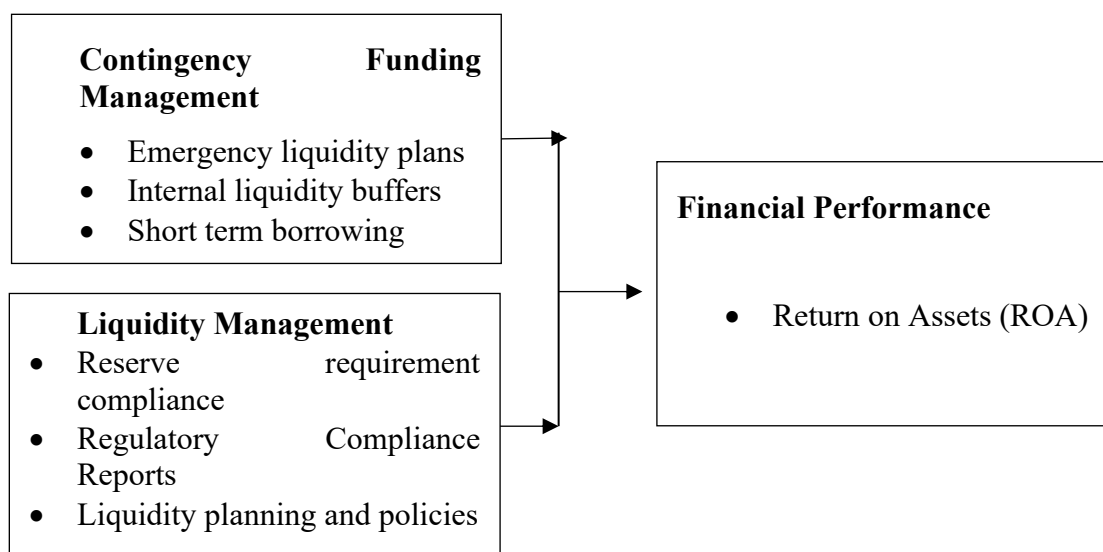 Contingency Funding
Management
• Emergency liquidity plans
• Internal liquidity buffers
• Short term borrowing
Liquidity Management
• Reserve requirement
compliance
• Regulatory Compliance
Reports
• Liquidity planning and policies
Financial Performance
• Return on Assets (ROA)